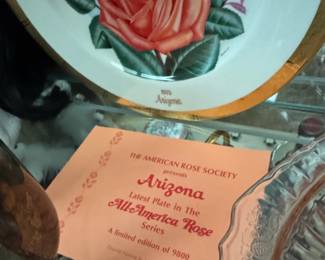 Arizona
THE AMERICAN ROSE SOCIETY
presents
Arizona
Latest Plate in The
All-America Rose
Series
A limited edition of 9800